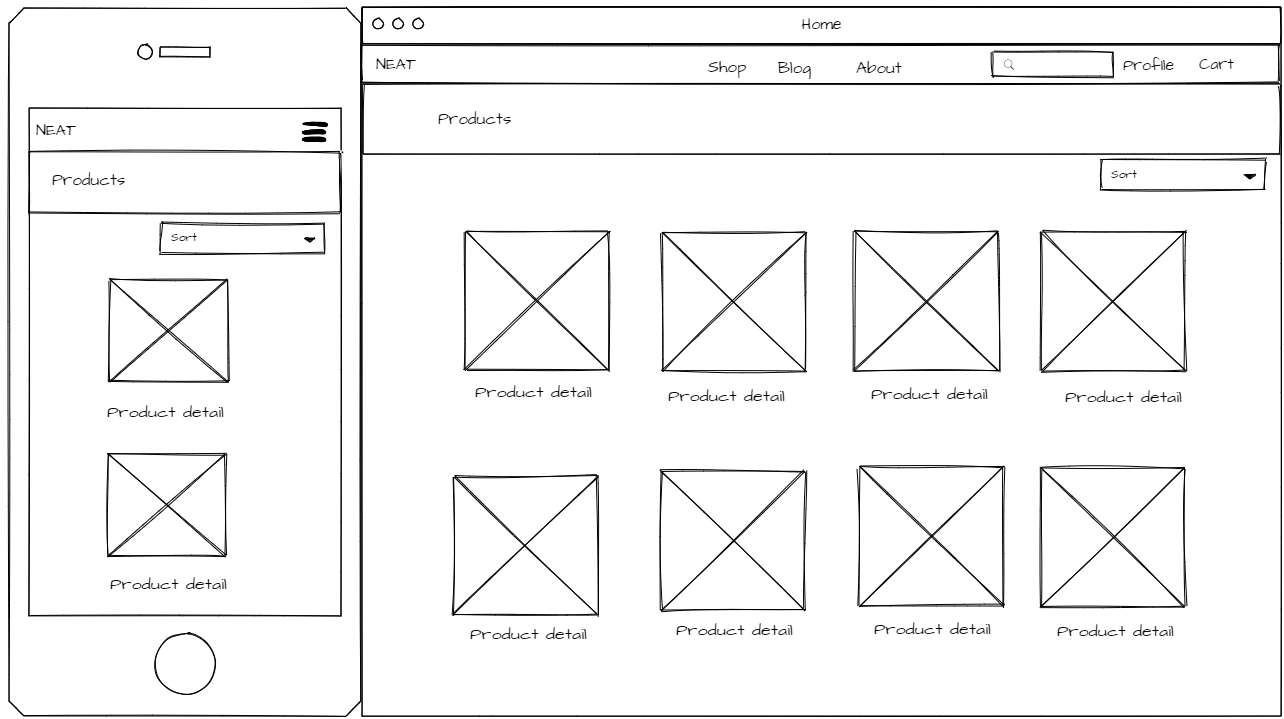 NEAT
Products
Sort
Product detail
Product detail
Home
NEAT
Shop Blog About Profile Cart
Products
Sort
Product detail Product detail Product detail Product detail
Product detail Product detail Product detail Product detail